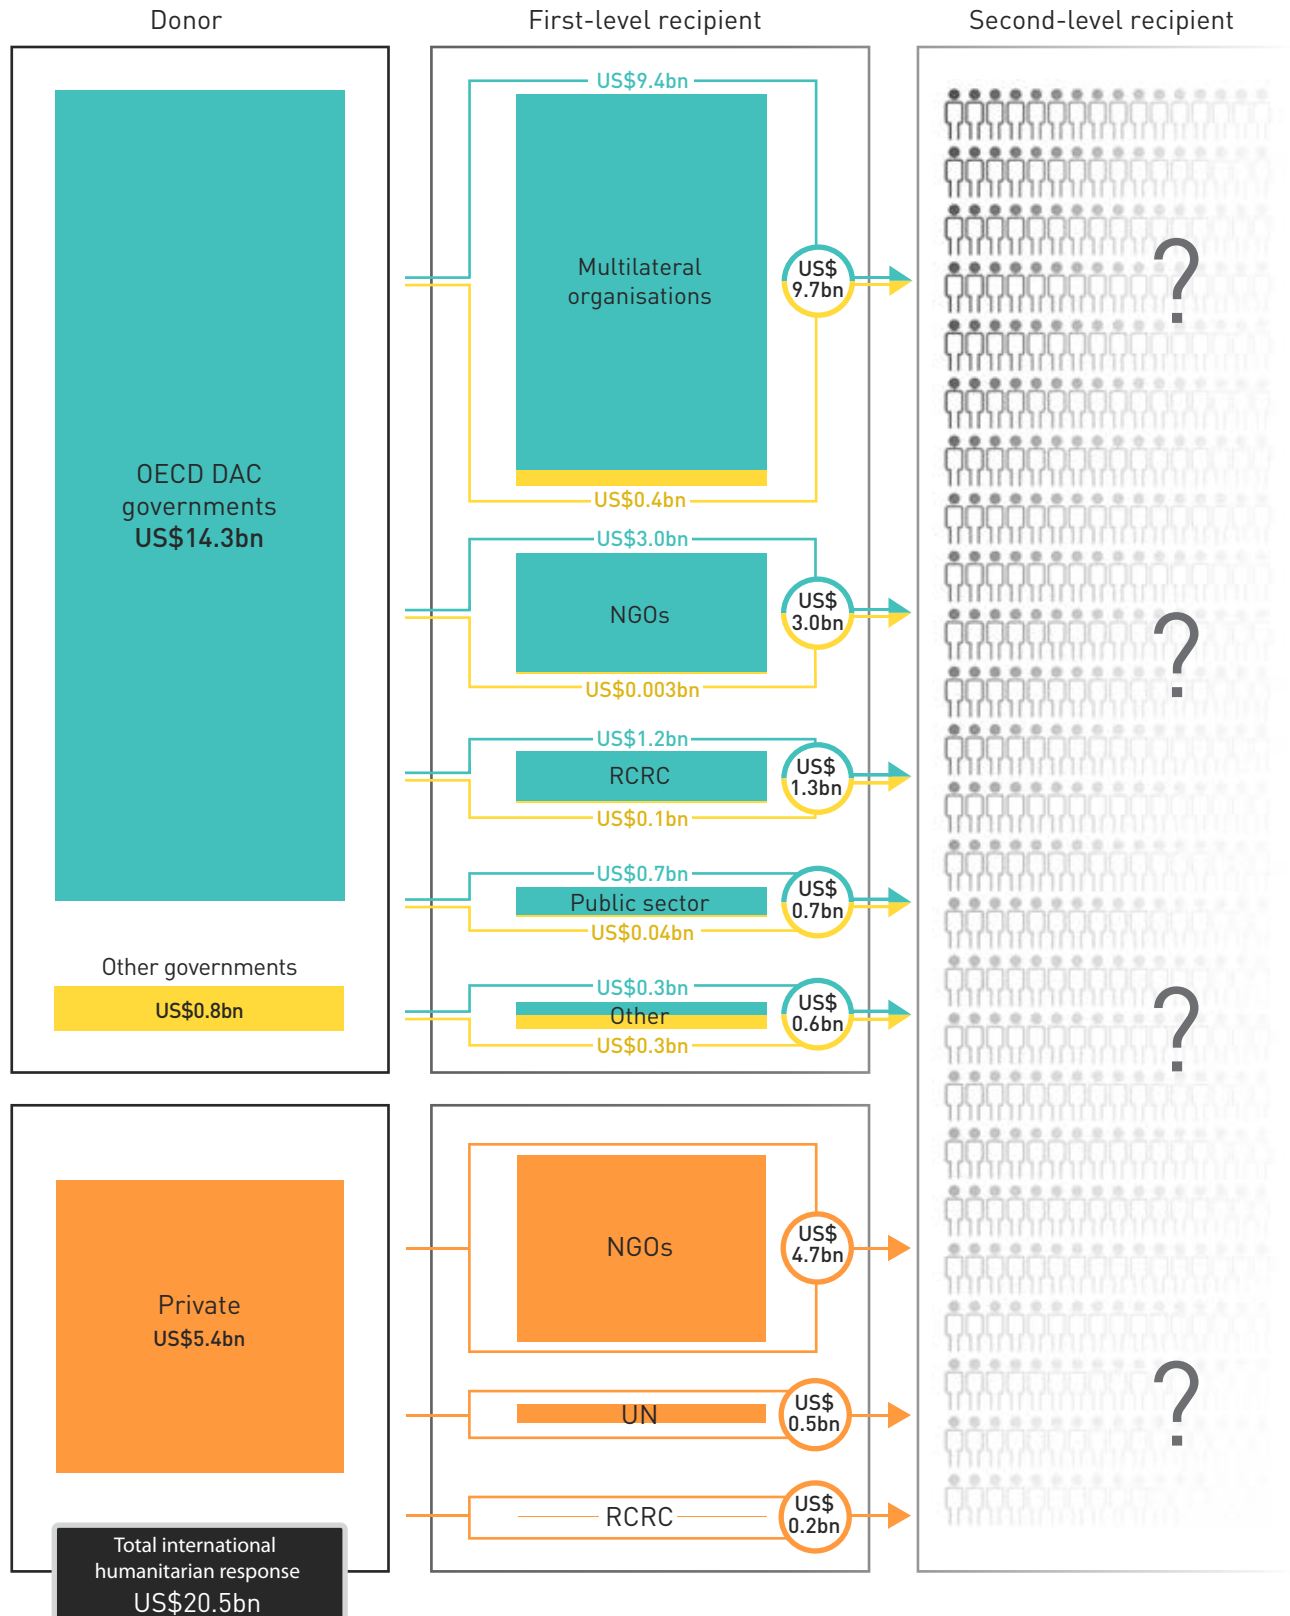 Donor
First-level recipient
Second-level recipient
OECD DAC
governments
US$14.3bn
Other governments
US$0.8bn
US$9.4bn
Multilateral
organisations
US$
9.7bn
US$0.4bn
US$3.0bn
NGOs
US$
3.0bn
US$0.003bn
US$1.2bn
RCRC
US$
1.3bn
US$0.1bn
US$0.7bn
Public sector
US$
0.7bn
US$0.04bn
US$0.3bn
Other
US$
0.6bn
US$0.3bn
?
?
?
?
Private
US$5.4bn
NGOs
US$
4.7bn
UN
US$
0.5bn
RCRC
US$
0.2bn
Total international
humanitarian response
US$20.5bn